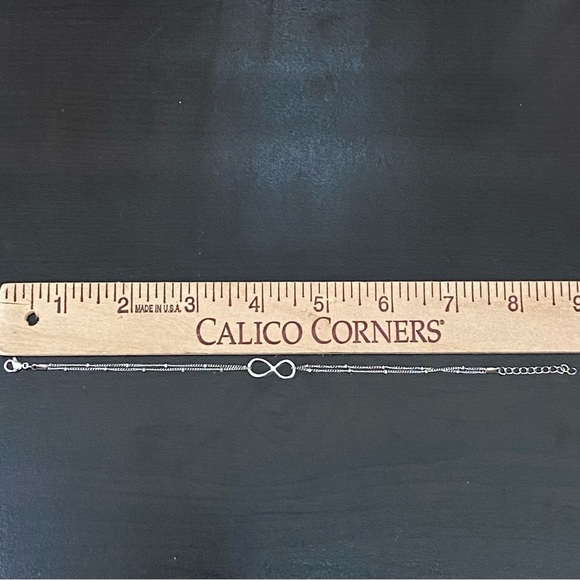 1 2 MADE IN U.S.A. 3 4 5 6 7 8 9
CALICO CORNERS®